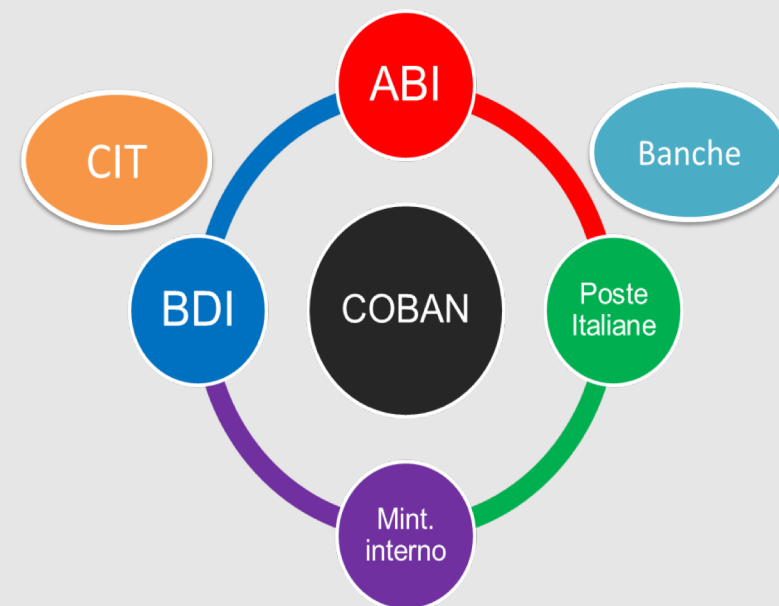 ABI
CIT
Banche
BDI
COBAN
Poste
Italiane
Mint.
interno